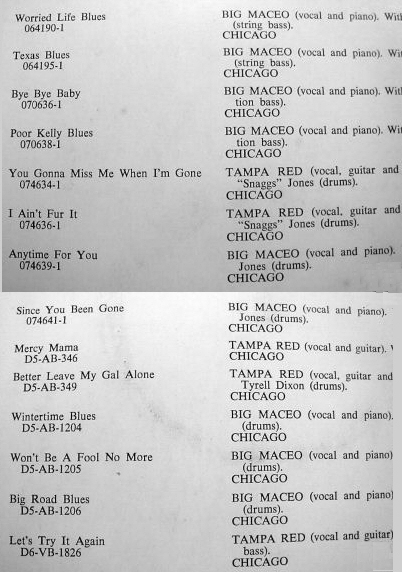 Worried Life Blues BIG MACEO (vocal and piano). With
064190-1 (string bass).
CHICAGO
Texas Blues BIG MACEO (vocal and piano). With
064195-1 (string bass).
CHICAGO
Bye Bye Baby BIG MACEO (vocal and piano). With
070636-1 tion bass).
CHICAGO
Poor Kelly Blues BIG MACEO (vocal and piano). With
070638-1 tion bass).
CHICAGO
You Gonna Miss Me When I'm Gone TAMPA RED (vocal, guitar and
074634-1 “Snaggs” Jones (drums).
CHICAGO
I Ain't Fur It TAMPA RED (vocal, guitar and
074636-1 “Snaggs” Jones (drums).
CHICAGO
Anytime For You BIG MACEO (vocal and piano).
074639-1 Jones (drums).
CHICAGO
Since You Been Gone BIG MACEO (vocal and piano).
074641-1 Jones (drums).
CHICAGO
Mercy Mama TAMPA RED (vocal and guitar).
D5-AB-346 CHICAGO
Better Leave My Gal Alone TAMPA RED (vocal, guitar and
D5-AB-349 Tyrell Dixon (drums).
CHICAGO
Wintertime Blues BIG MACEO (vocal and piano).
D5-AB-1204 (drums).
CHICAGO
Won't Be A Fool No More BIG MACEO (vocal and piano)
D5-AB-1205 (drums).
CHICAGO
Big Road Blues BIG MACEO (vocal and piano)
D5-AB-1206 (drums).
CHICAGO
Let's Try It Again TAMPA RED (vocal and guitar)
D6-VB-1826 bass).
CHICAGO